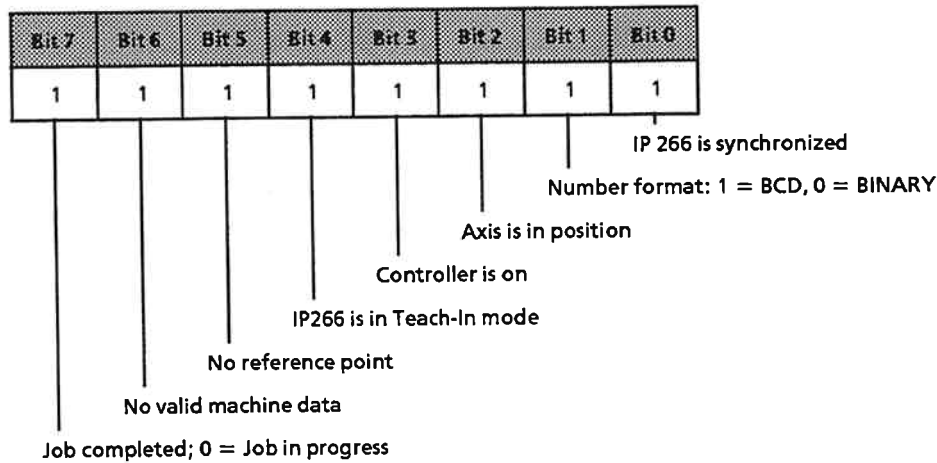 Bit 7 Bit 6 Bit 5 Bit 4 Bit 3 Bit 2 Bit 1 Bit 0
1 1 1 1 1 1 1 1
IP 266 is synchronized
Number format: 1 = BCD, 0 = BINARY
Axis is in position
Controller is on
IP266 is in Teach-In mode
No reference point
No valid machine data
Job completed; 0 = Job in progress